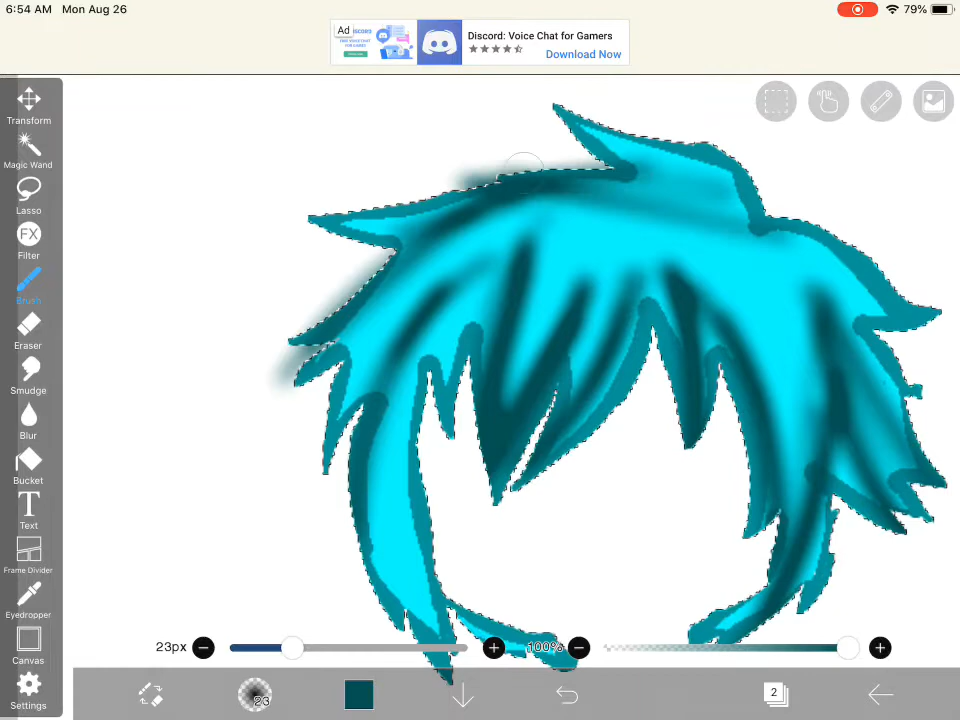 6:54 AM Mon Aug 26
79%
Ad
Discord: Voice Chat for Gamers
Download Now
Transform
Magic Wand
Lasso
FX
Filter
Brush
Eraser
Smudge
Blur
Bucket
T
Text
Frame Divider
Eyedropper
Canvas
Settings
23px
100%
23
2